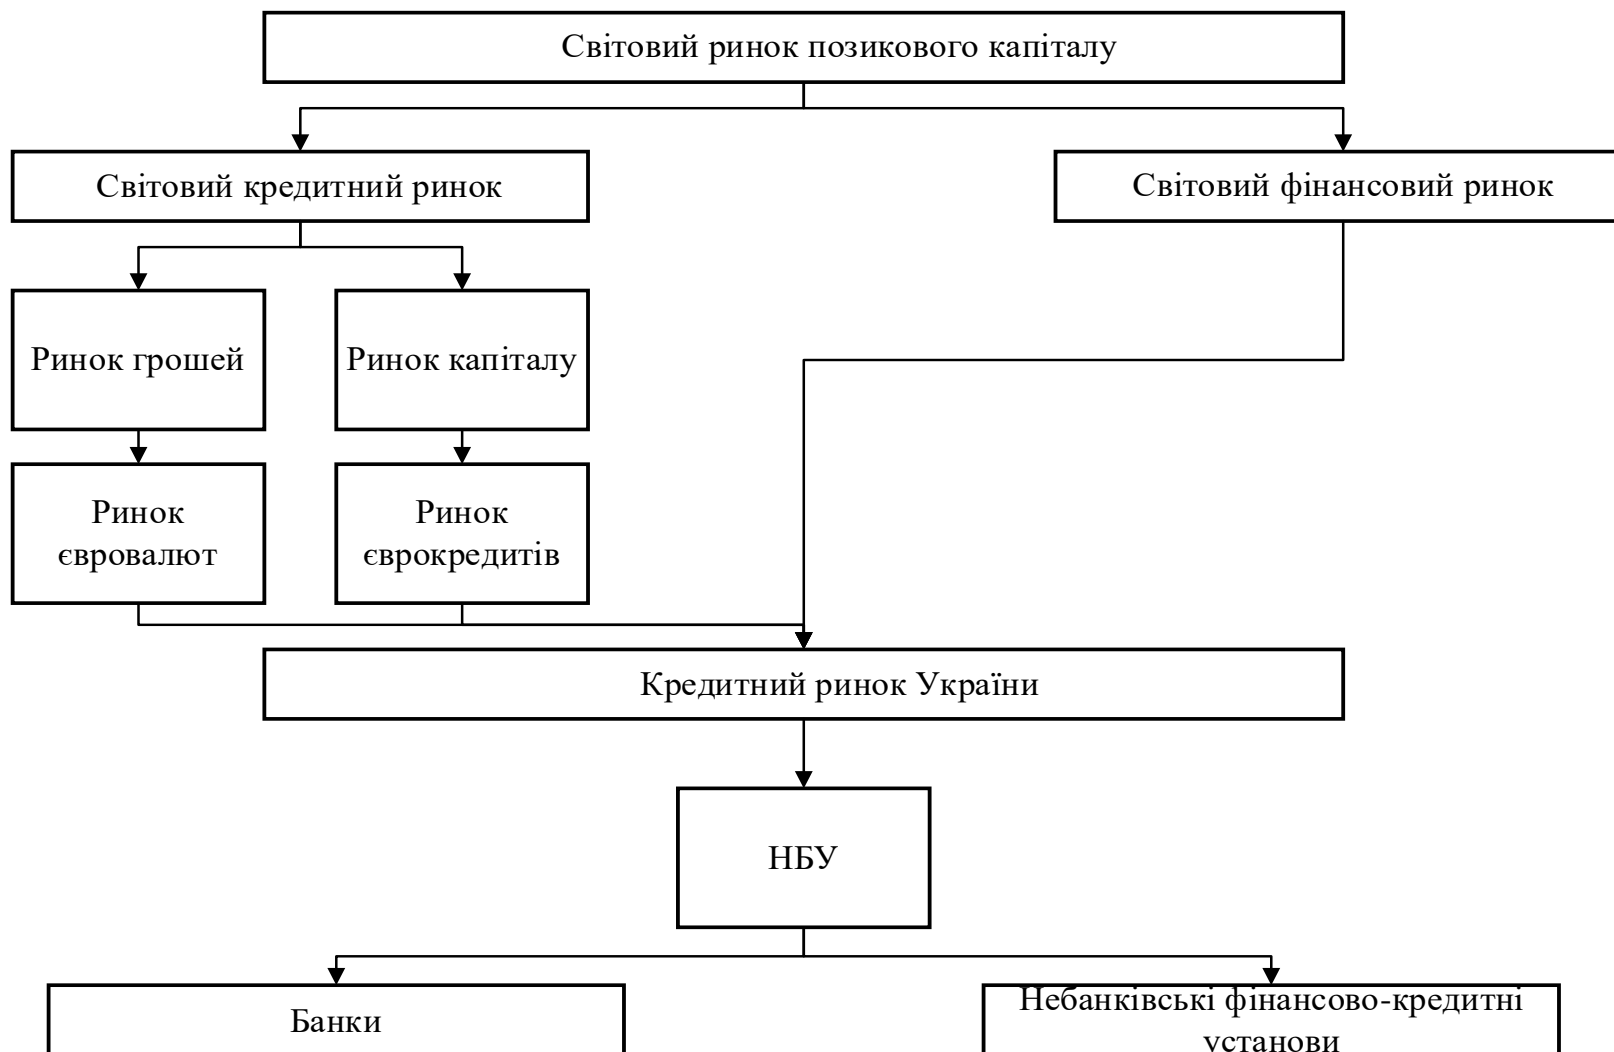 Світовий ринок позикового капіталу
Світовий кредитний ринок
Світовий фінансовий ринок
Ринок грошей
Ринок капіталу
Ринок
євровалют
Ринок
єврокредитів
Кредитний ринок України
НБУ
Банки
Небанківські фінансово-кредитні
установи